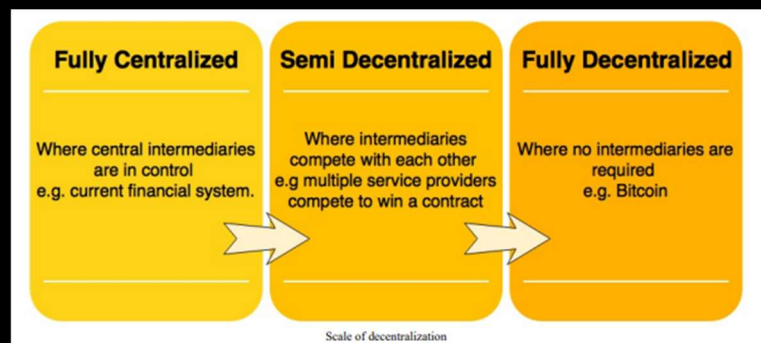 Fully Centralized
Where central intermediaries
are in control
e.g. current financial system.
Semi Decentralized
Where intermediaries
compete with each other
e.g multiple service providers
compete to win a contract
Fully Decentralized
Where no intermediaries are
required
e.g. Bitcoin
Scale of decentralization